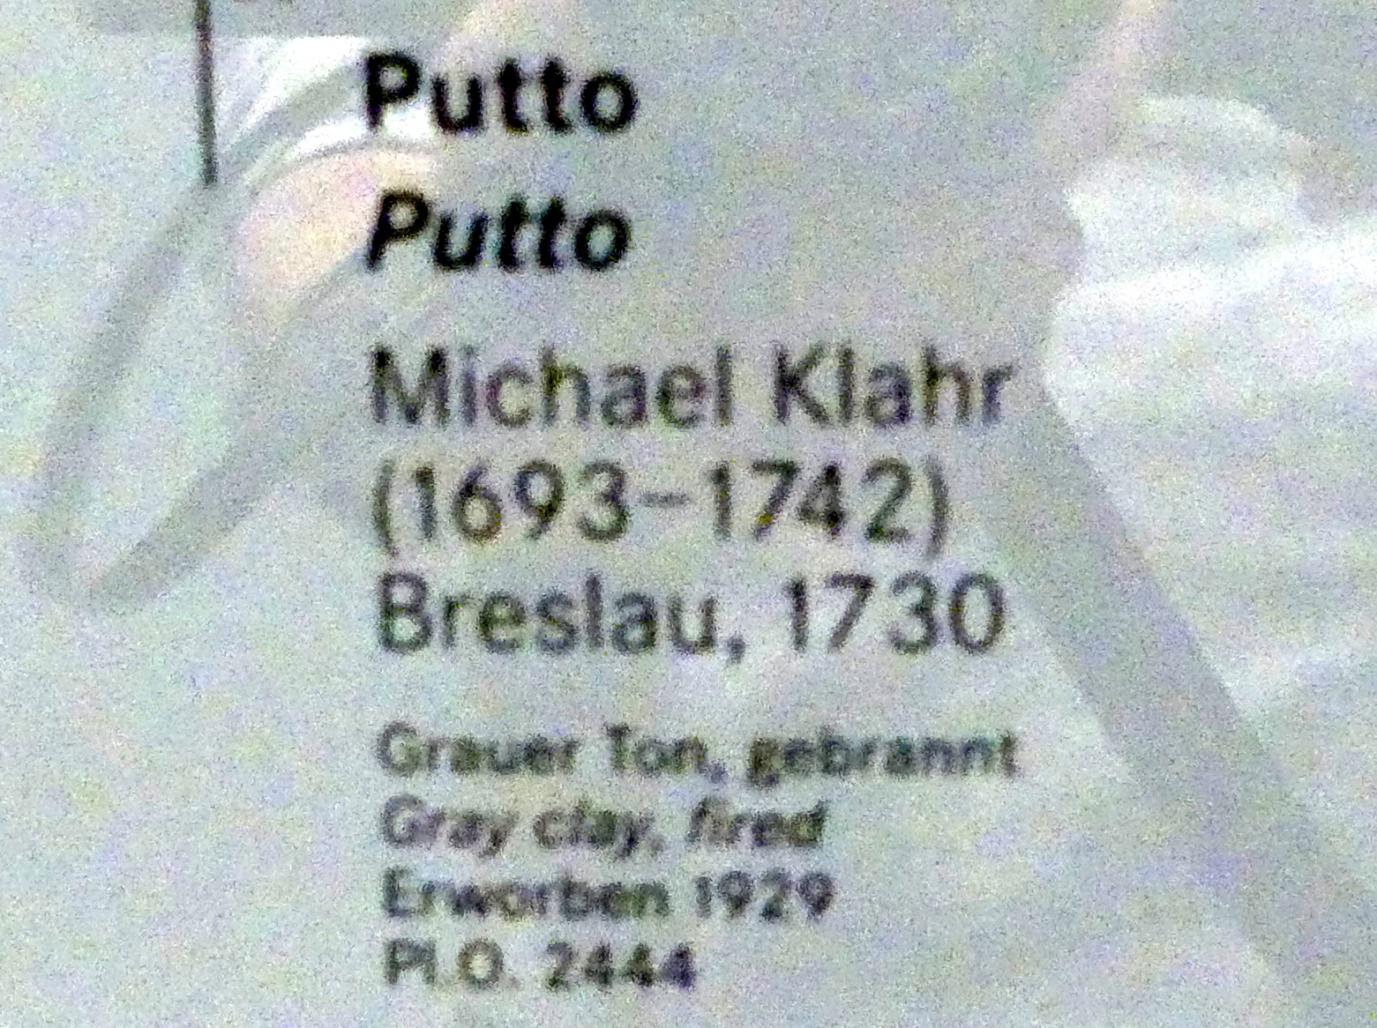 Putto
Putto
Michael Klahr
(1693–1742)
Breslau, 1730
Grauer Ton, gebrannt
Gray clay, fired
Erworben 1929
Pl.O. 2444